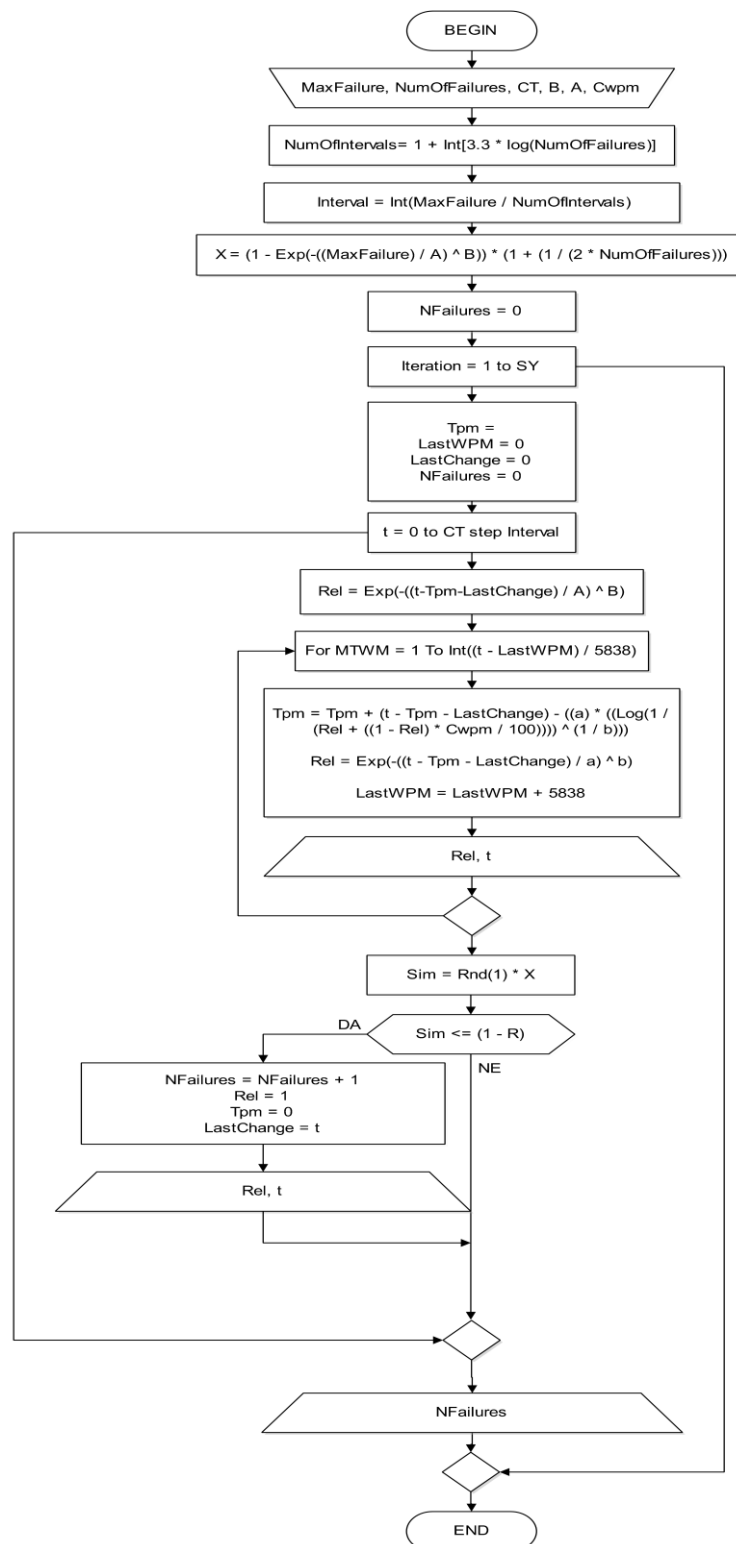 BEGIN
MaxFailure, NumOfFailures, CT, B, A, Cwpm
NumOfIntervals= 1 + Int[3.3 * log(NumOfFailures)]
Interval = Int(MaxFailure / NumOfIntervals)
X = (1 - Exp(-((MaxFailure) / A) ^ B)) * (1 + (1 / (2 * NumOfFailures)))
NFailures = 0
Iteration = 1 to SY
Tpm =
LastWPM = 0
LastChange = 0
NFailures = 0
t = 0 to CT step Interval
Rel = Exp(-((t-Tpm-LastChange) / A) ^ B)
For MTWM = 1 To Int((t - LastWPM) / 5838)
Tpm = Tpm + (t - Tpm - LastChange) - ((a) * ((Log(1 /
(Rel + ((1 - Rel) * Cwpm / 100)))) ^ (1 / b)))
Rel = Exp(-((t - Tpm - LastChange) / a) ^ b)
LastWPM = LastWPM + 5838
Rel, t
Sim = Rnd(1) * X
DA
Sim <= (1 - R)
NE
NFailures = NFailures + 1
Rel = 1
Tpm = 0
LastChange = t
Rel, t
NFailures
END